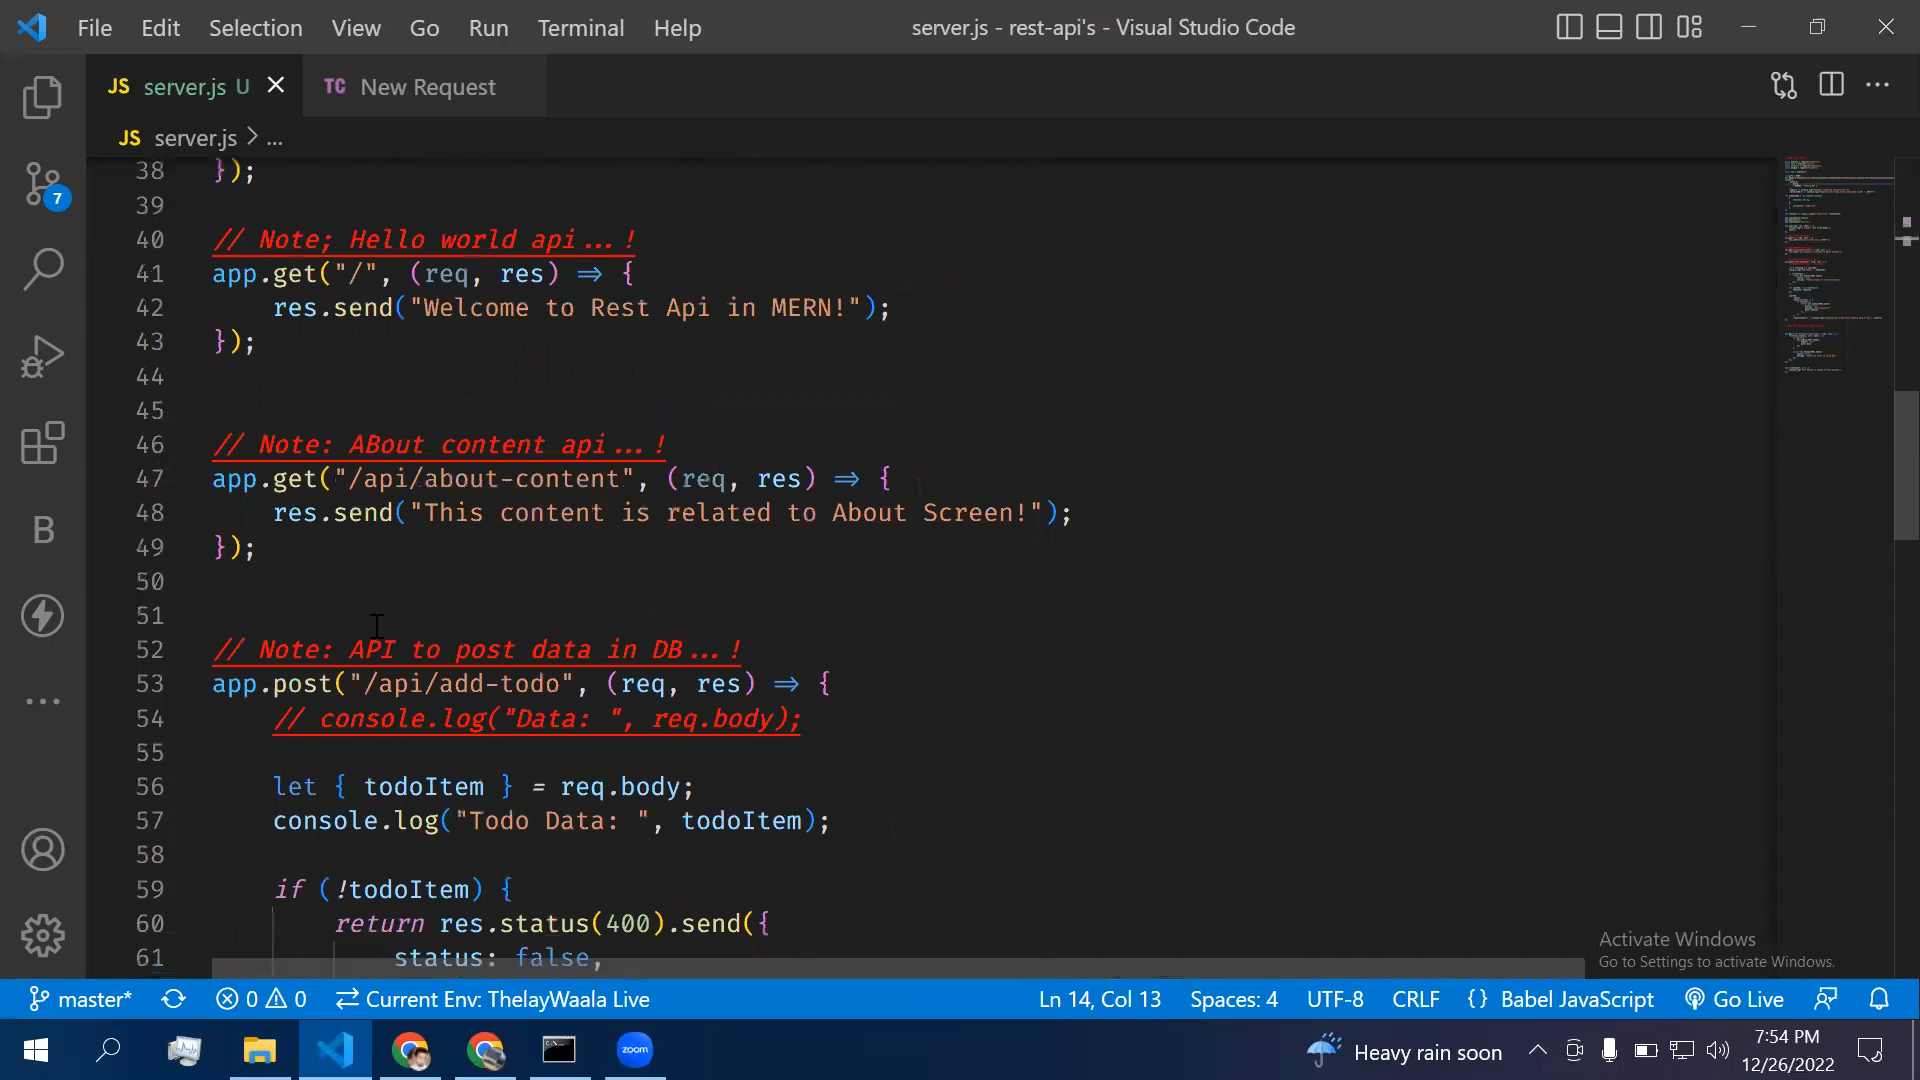 File Edit Selection View Go Run Terminal Help server.js - rest-api's - Visual Studio Code
JS server.js U TC New Request
JS server.js > ...
38 });
39
40 // Note; Hello world api...!
41 app.get("/", (req, res) => {
42 res.send("Welcome to Rest Api in MERN!");
43 });
44
45
46 // Note: ABout content api...!
47 app.get("/api/about-content", (req, res) => {
48 res.send("This content is related to About Screen!");
49 });
50
51
52 // Note: API to post data in DB...!
53 app.post("/api/add-todo", (req, res) => {
54 // console.log("Data: ", req.body);
55
56 let { todoItem } = req.body;
57 console.log("Todo Data: ", todoItem);
58
59 if (!todoItem) {
60 return res.status(400).send({
61 status: false,
7
B
Activate Windows
Go to Settings to activate Windows.
master* 0 0 Current Env: ThelayWaala Live Ln 14, Col 13 Spaces: 4 UTF-8 CRLF {} Babel JavaScript Go Live
zoom Heavy rain soon 7:54 PM
12/26/2022